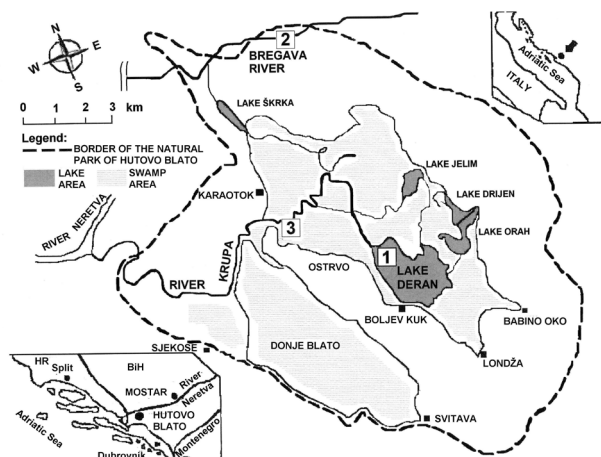 N
W
E
S
0 1 2 3 km
Legend:
BORDER OF THE NATURAL
PARK OF HUTOVO BLATO
LAKE
AREA
SWAMP
AREA
2
BREGAVA
RIVER
LAKE ŠKRKA
Adriatic Sea
ITALY
LAKE JELIM
LAKE DRIJEN
LAKE ORAH
KARAOTOK
RIVER NERETVA
3
1
LAKE
DERAN
RIVER
KRUPA
OSTRVO
BOLJEV KUK
BABINO OKO
LONDŽA
SJEKOSE
DONJE BLATO
SVITAVA
HR
Split
BiH
MOSTAR
River
Neretva
HUTOVO
BLATO
Adriatic Sea
Dubrovnik
Montenegro